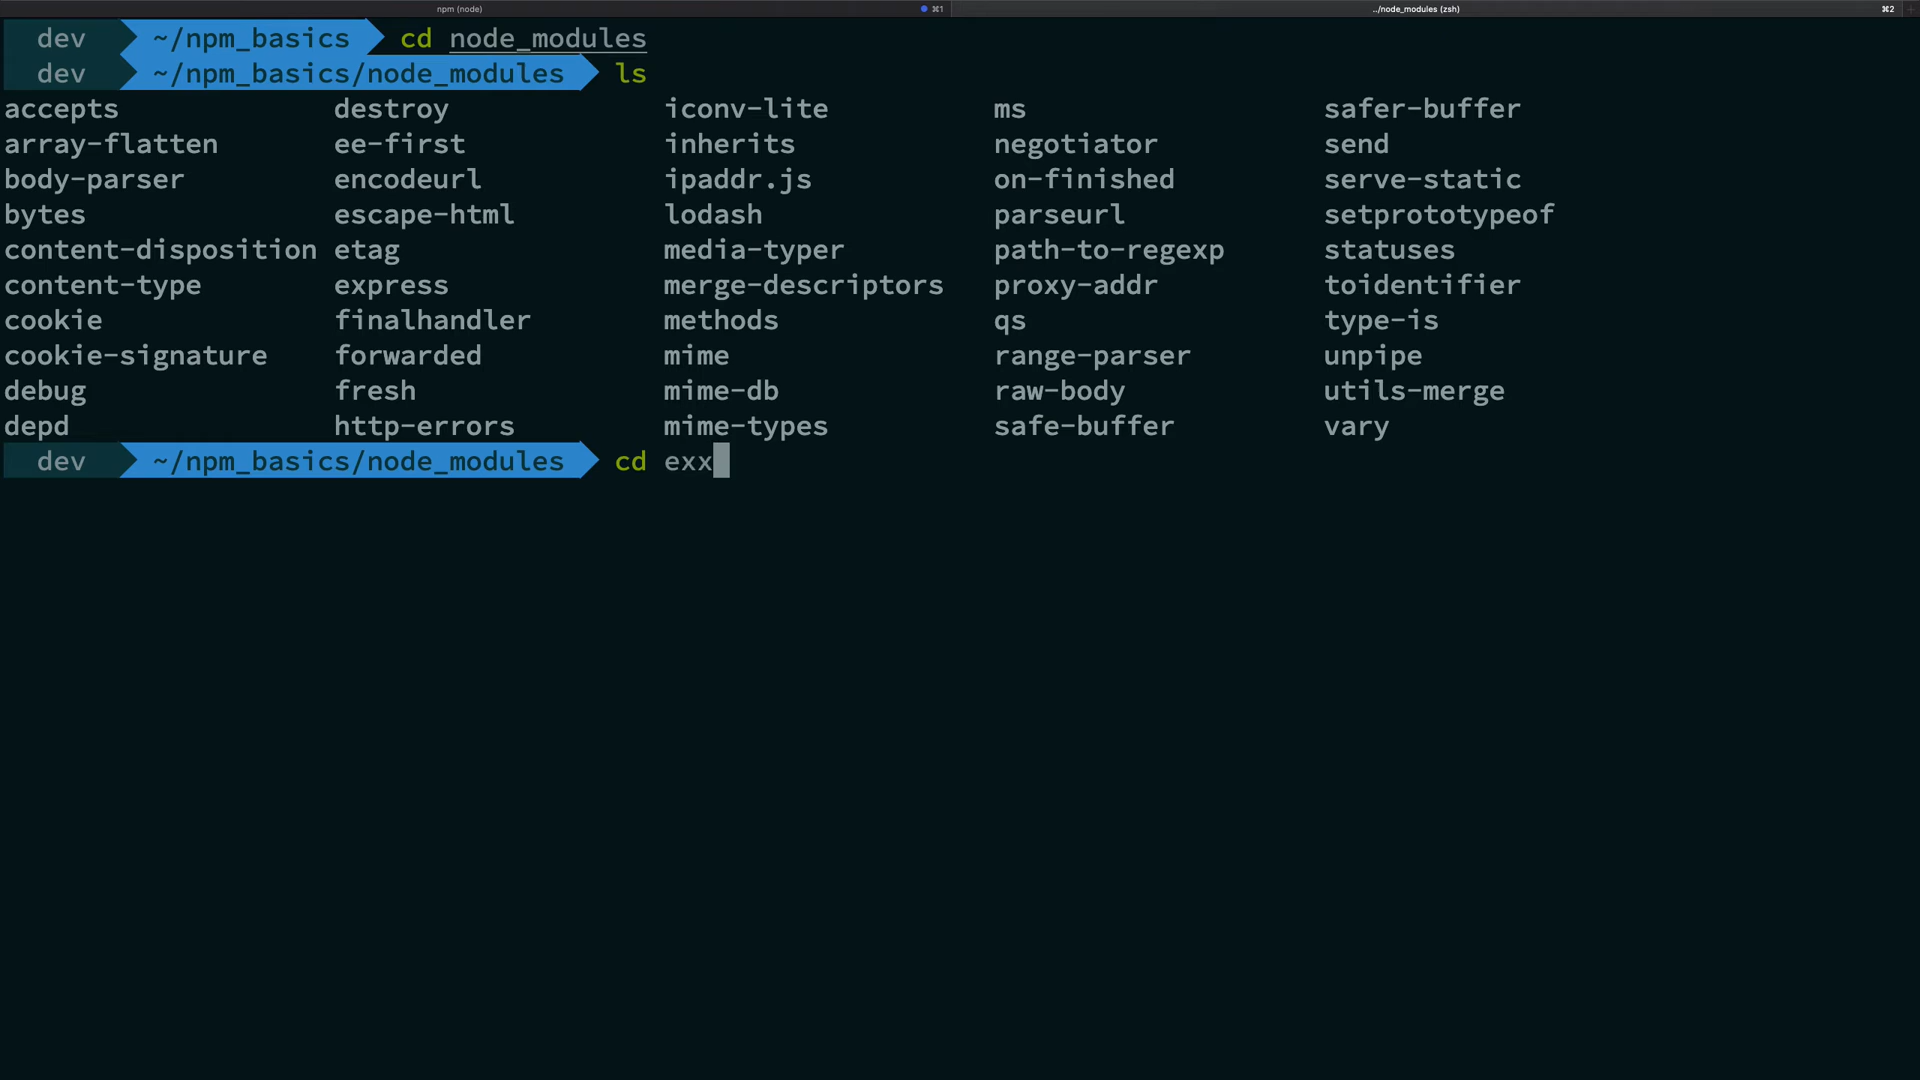 npm (node) ⌘1 ../node_modules (zsh) ⌘2 +
dev ~/npm_basics cd node_modules
dev ~/npm_basics/node_modules ls
accepts destroy iconv-lite ms safer-buffer
array-flatten ee-first inherits negotiator send
body-parser encodeurl ipaddr.js on-finished serve-static
bytes escape-html lodash parseurl setprototypeof
content-disposition etag media-typer path-to-regexp statuses
content-type express merge-descriptors proxy-addr toidentifier
cookie finalhandler methods qs type-is
cookie-signature forwarded mime range-parser unpipe
debug fresh mime-db raw-body utils-merge
depd http-errors mime-types safe-buffer vary
dev ~/npm_basics/node_modules cd exx